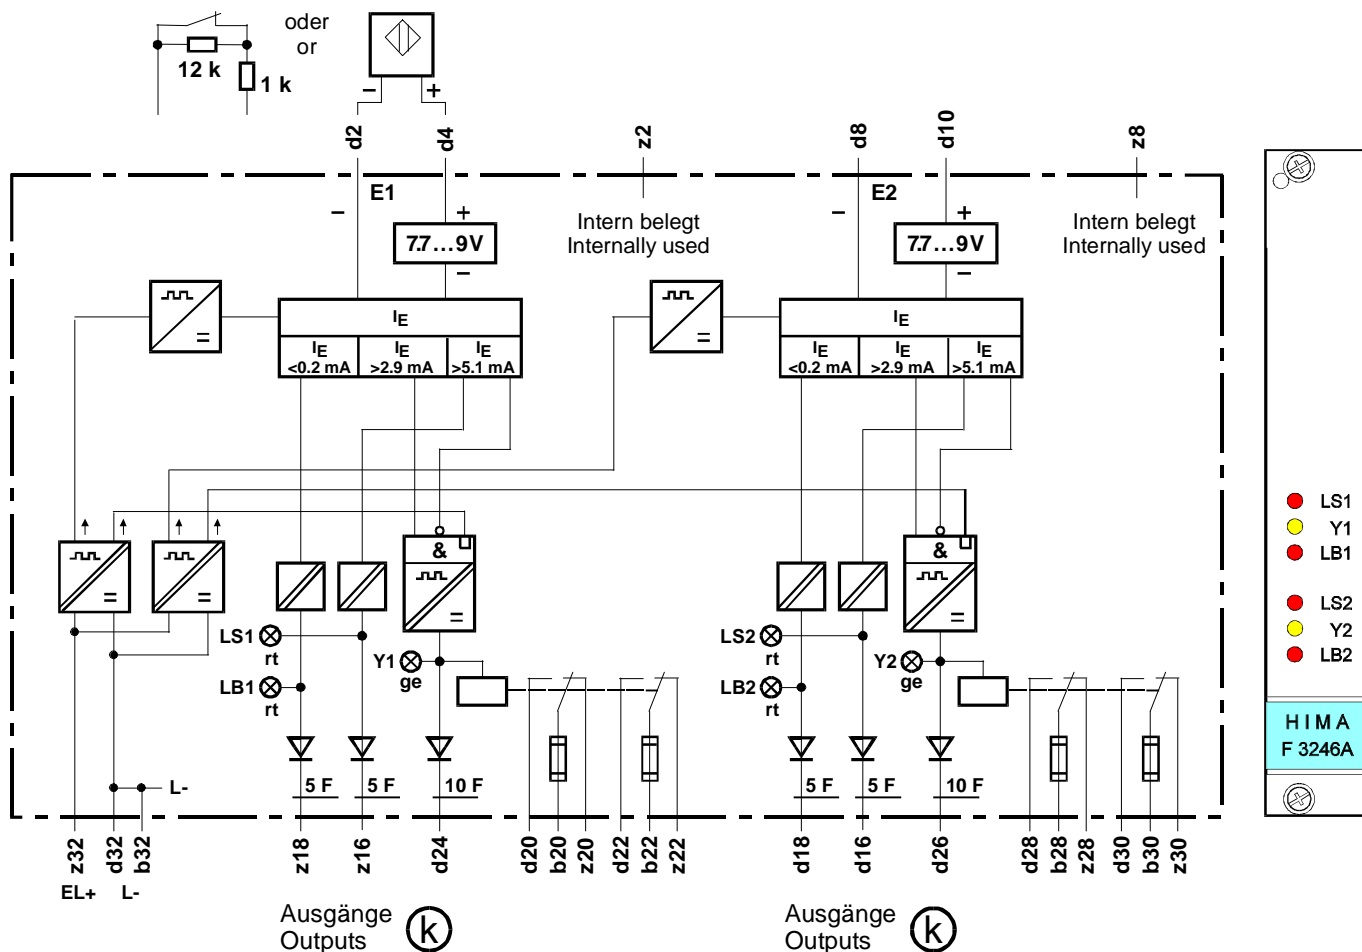 oder
or
12 k
1 k
– +
d2 d4 z2 d8 d10 z8
E1 E2
– + – +
Intern belegt
Internally used
Intern belegt
Internally used
7.7...9V 7.7...9V
– –
IE IE
IE IE IE IE IE IE
<0.2 mA >2.9 mA >5.1 mA <0.2 mA >2.9 mA >5.1 mA
& &
= = = = = =
LS1
rt
Y1
ge
LB1
rt
LS2
rt
Y2
ge
LB2
rt
5 F 5 F 10 F 5 F 5 F 10 F
L-
z32 d32 b32 z18 z16 d24 d20 b20 z20 d22 b22 z22 d18 d16 d26 d28 b28 z28 d30 b30 z30
EL+ L-
Ausgänge
Outputs
k
Ausgänge
Outputs
k
LS1
Y1
LB1
LS2
Y2
LB2
HIMA
F 3246A